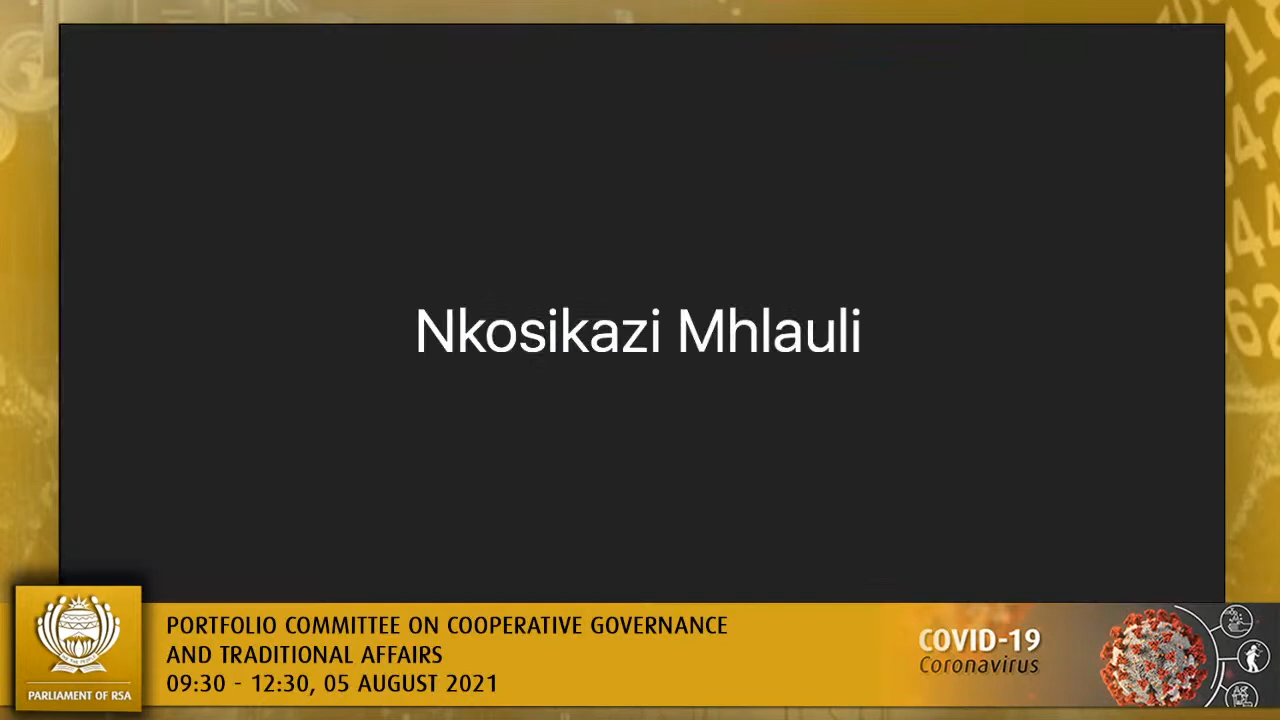 Nkosikazi Mhlauli
PORTFOLIO COMMITTEE ON COOPERATIVE GOVERNANCE
AND TRADITIONAL AFFAIRS
09:30 - 12:30, 05 AUGUST 2021
PARLIAMENT OF RSA
COVID-19
Coronavirus